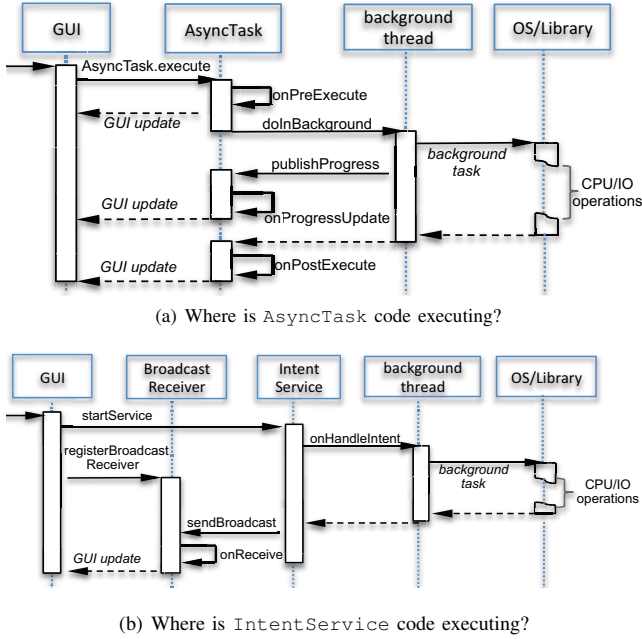 GUI
AsyncTask
background
thread
OS/Library
AsyncTask.execute
onPreExecute
GUI update
doInBackground
background
task
publishProgress
CPU/IO
operations
onProgressUpdate
GUI update
onPostExecute
GUI update
(a) Where is AsyncTask code executing?
GUI
Broadcast
Receiver
Intent
Service
background
thread
OS/Library
startService
onHandleIntent
registerBroadcast
Receiver
background
task
CPU/IO
operations
sendBroadcast
onReceive
GUI update
(b) Where is IntentService code executing?